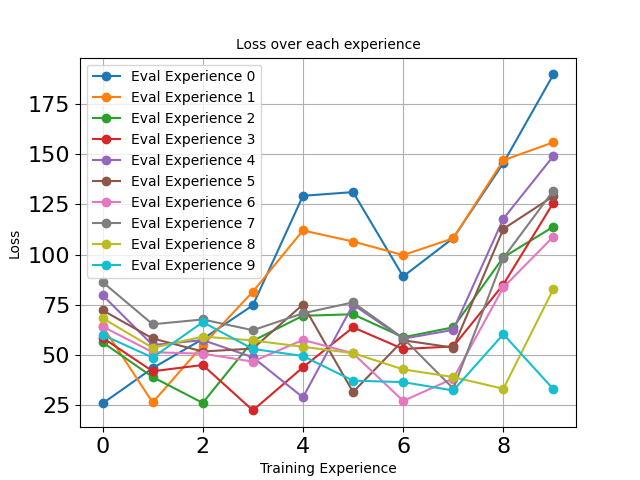 Loss over each experience
Eval Experience 0
Eval Experience 1
Eval Experience 2
Eval Experience 3
Eval Experience 4
Eval Experience 5
Eval Experience 6
Eval Experience 7
Eval Experience 8
Eval Experience 9
175
150
125
100
75
50
25
Loss
0 2 4 6 8
Training Experience